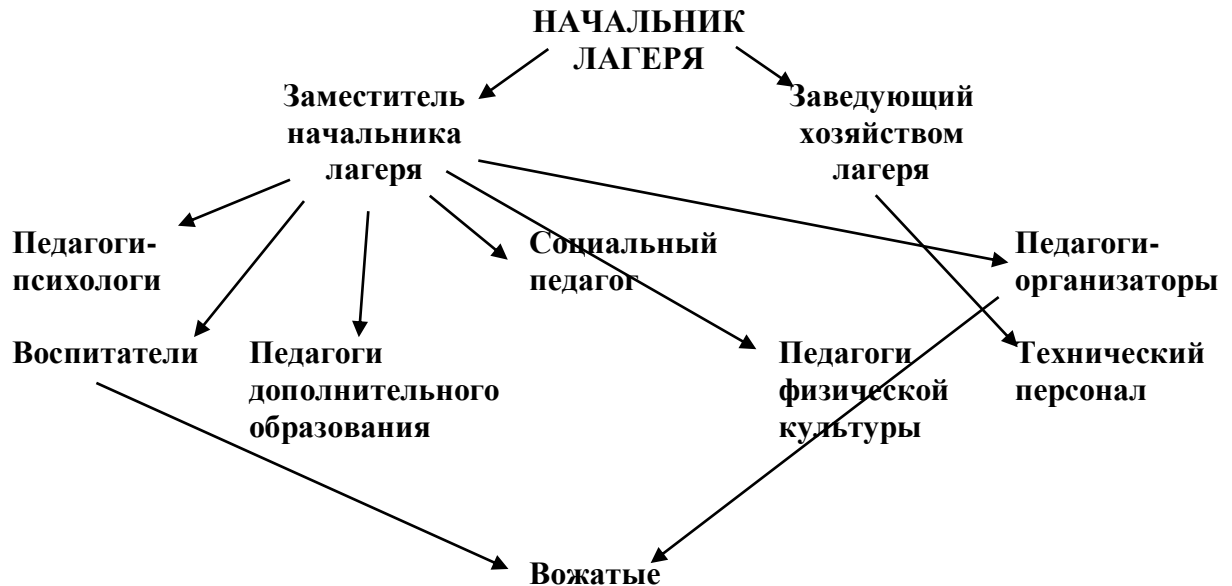 НАЧАЛЬНИК
ЛАГЕРЯ
Заместитель
начальника
лагеря
Заведующий
хозяйством
лагеря
Педагоги-
психологи
Социальный
педагог
Педагоги-
организаторы
Воспитатели
Педагоги
дополнительного
образования
Педагоги
физической
культуры
Технический
персонал
Вожатые